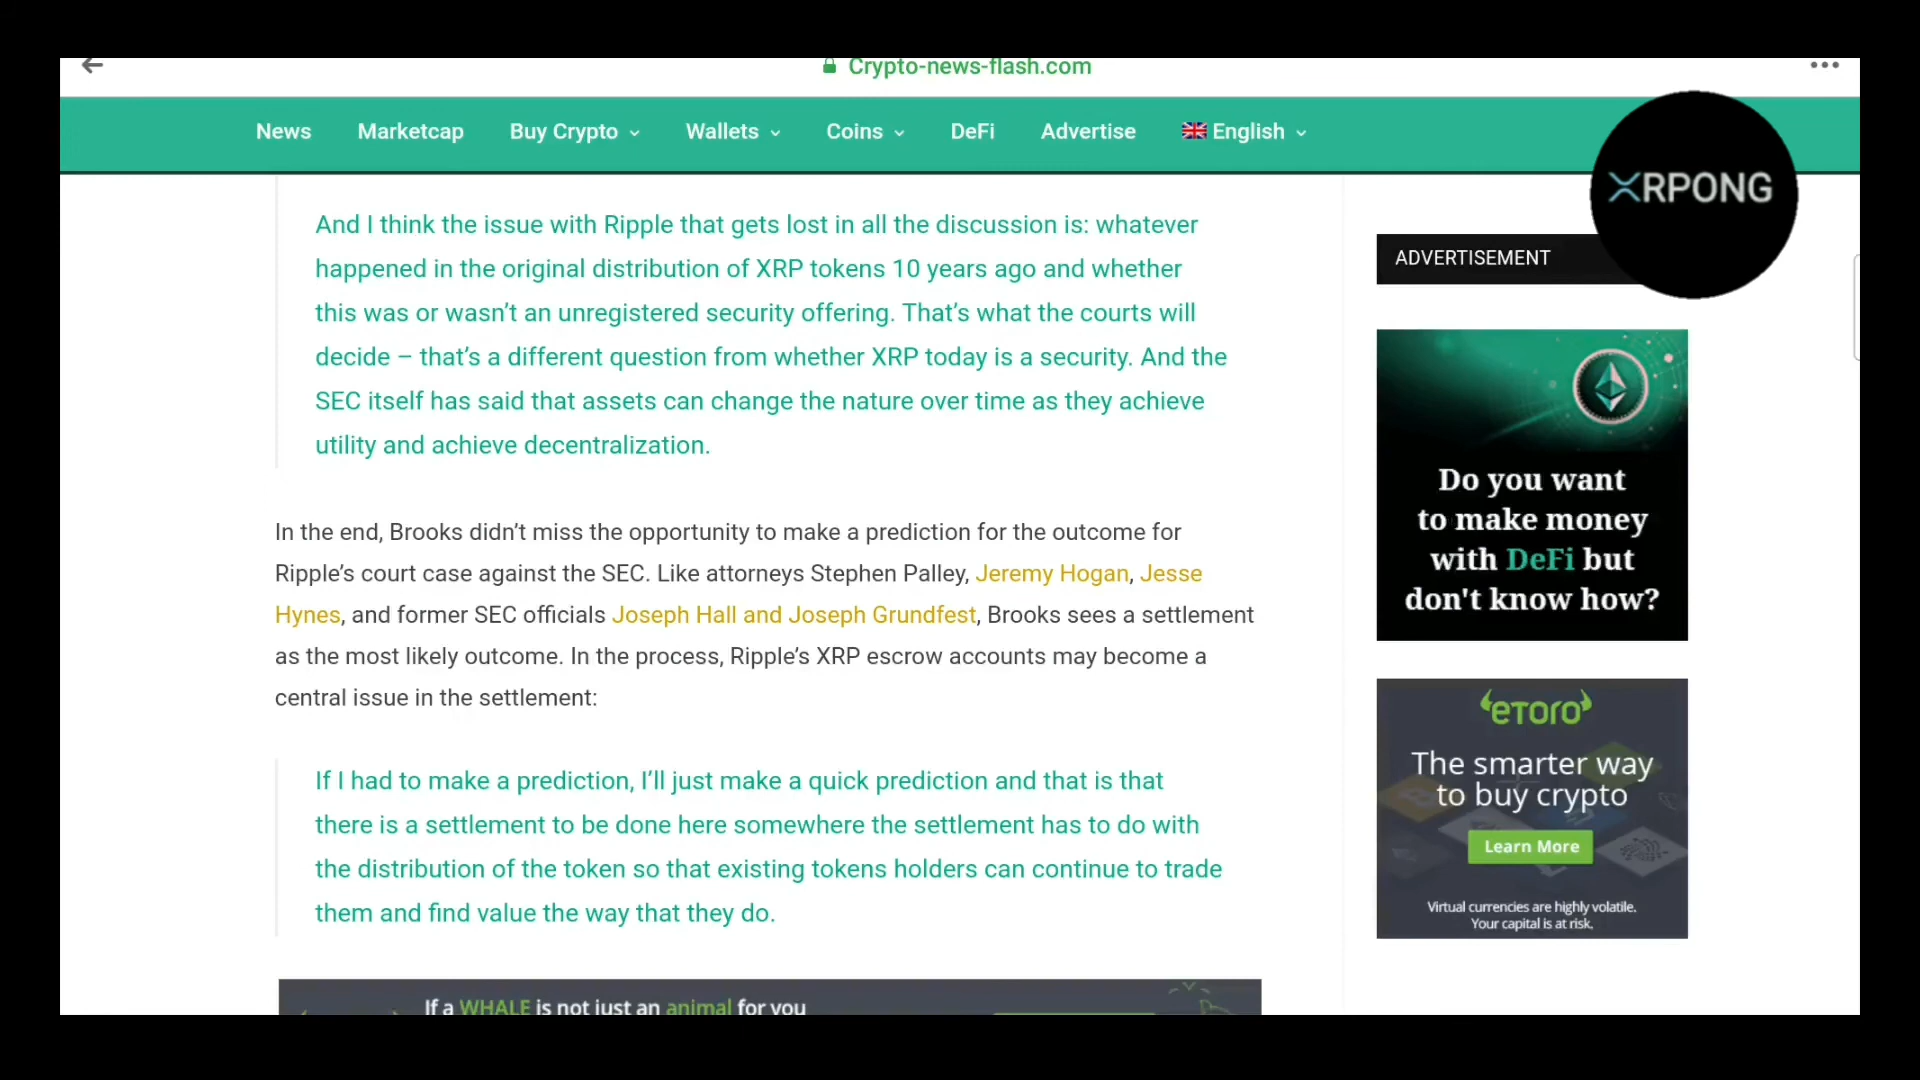 Crypto-news-flash.com
News Marketcap Buy Crypto Wallets Coins DeFi Advertise English
XRPONG
And I think the issue with Ripple that gets lost in all the discussion is: whatever
happened in the original distribution of XRP tokens 10 years ago and whether
this was or wasn’t an unregistered security offering. That’s what the courts will
decide – that’s a different question from whether XRP today is a security. And the
SEC itself has said that assets can change the nature over time as they achieve
utility and achieve decentralization.
In the end, Brooks didn’t miss the opportunity to make a prediction for the outcome for
Ripple’s court case against the SEC. Like attorneys Stephen Palley, Jeremy Hogan, Jesse
Hynes, and former SEC officials Joseph Hall and Joseph Grundfest, Brooks sees a settlement
as the most likely outcome. In the process, Ripple’s XRP escrow accounts may become a
central issue in the settlement:
If I had to make a prediction, I’ll just make a quick prediction and that is that
there is a settlement to be done here somewhere the settlement has to do with
the distribution of the token so that existing tokens holders can continue to trade
them and find value the way that they do.
If a WHALE is not just an animal for you
ADVERTISEMENT
Do you want
to make money
with DeFi but
don't know how?
eToro
The smarter way
to buy crypto
Learn More
Virtual currencies are highly volatile.
Your capital is at risk.